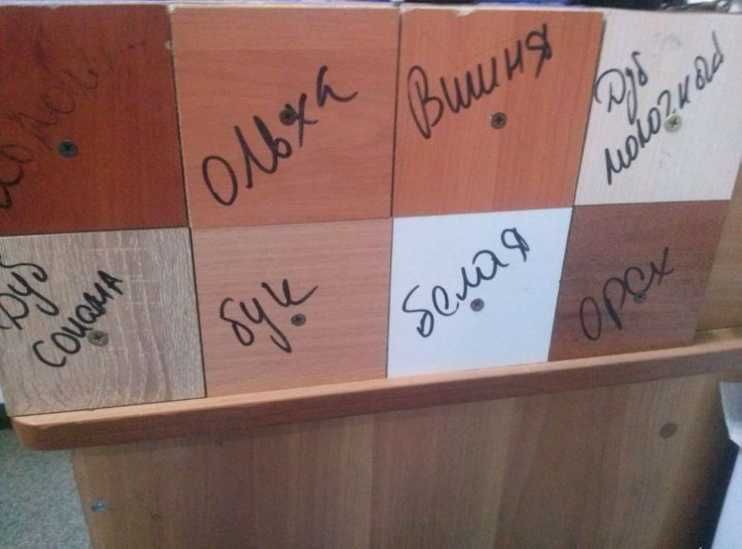 ольха
Вишня
Дуб
молочный
Дуб
сонома
бук
белая
орех